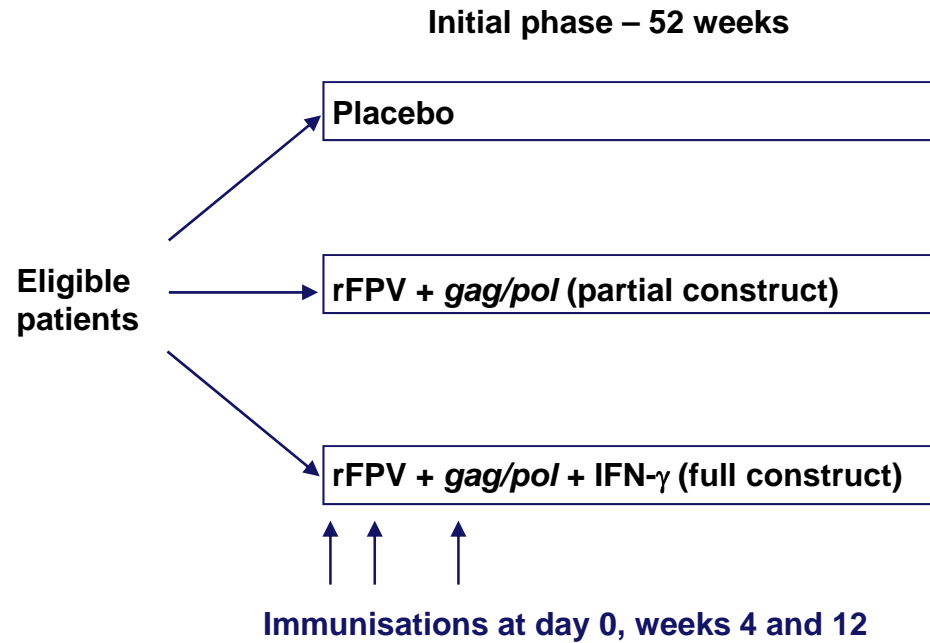 Initial phase – 52 weeks
Placebo
Eligible
patients
rFPV + gag/pol (partial construct)
rFPV + gag/pol + IFN-γ (full construct)
Immunisations at day 0, weeks 4 and 12